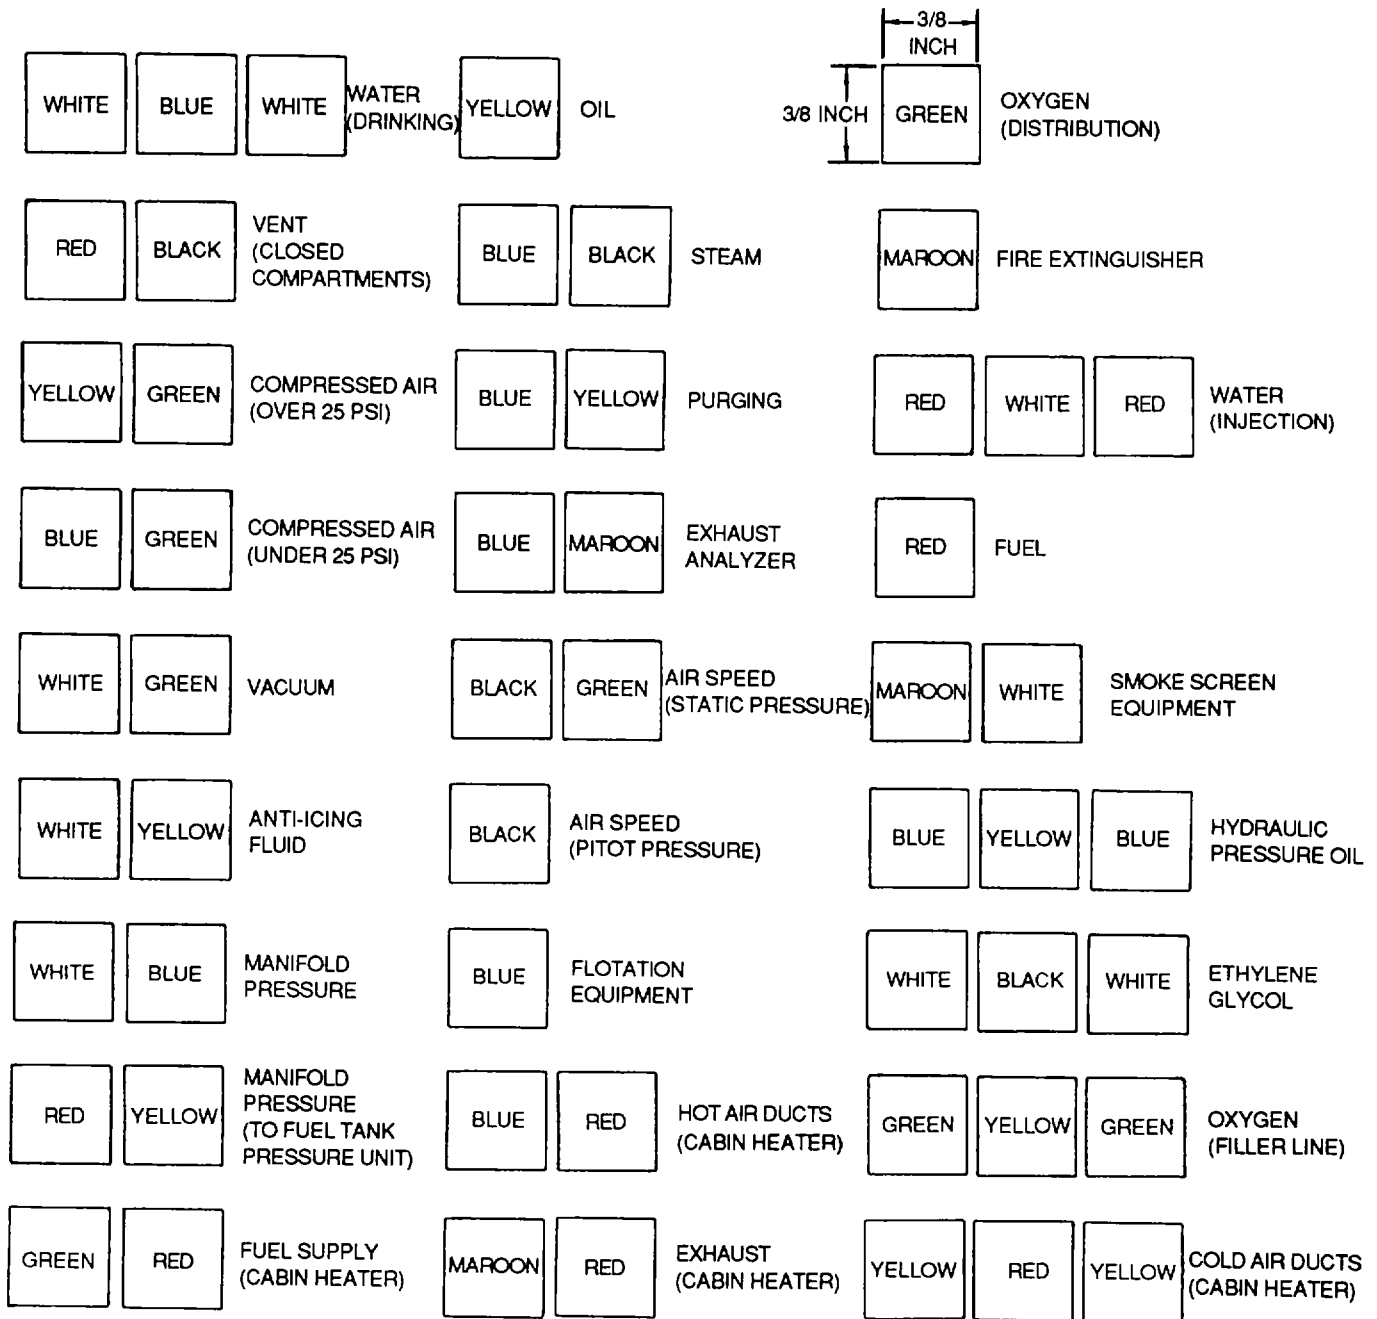 3/8
INCH
WHITE BLUE WHITE WATER
(DRINKING)
YELLOW OIL
3/8 INCH GREEN OXYGEN
(DISTRIBUTION)
RED BLACK VENT
(CLOSED
COMPARTMENTS)
BLUE BLACK STEAM
MAROON FIRE EXTINGUISHER
YELLOW GREEN COMPRESSED AIR
(OVER 25 PSI)
BLUE YELLOW PURGING
RED WHITE RED WATER
(INJECTION)
BLUE GREEN COMPRESSED AIR
(UNDER 25 PSI)
BLUE MAROON EXHAUST
ANALYZER
RED FUEL
WHITE GREEN VACUUM
BLACK GREEN AIR SPEED
(STATIC PRESSURE)
MAROON WHITE SMOKE SCREEN
EQUIPMENT
WHITE YELLOW ANTI-ICING
FLUID
BLACK AIR SPEED
(PITOT PRESSURE)
BLUE YELLOW BLUE HYDRAULIC
PRESSURE OIL
WHITE BLUE MANIFOLD
PRESSURE
BLUE FLOTATION
EQUIPMENT
WHITE BLACK WHITE ETHYLENE
GLYCOL
RED YELLOW MANIFOLD
PRESSURE
(TO FUEL TANK
PRESSURE UNIT)
BLUE RED HOT AIR DUCTS
(CABIN HEATER)
GREEN YELLOW GREEN OXYGEN
(FILLER LINE)
GREEN RED FUEL SUPPLY
(CABIN HEATER)
MAROON RED EXHAUST
(CABIN HEATER)
YELLOW RED YELLOW COLD AIR DUCTS
(CABIN HEATER)